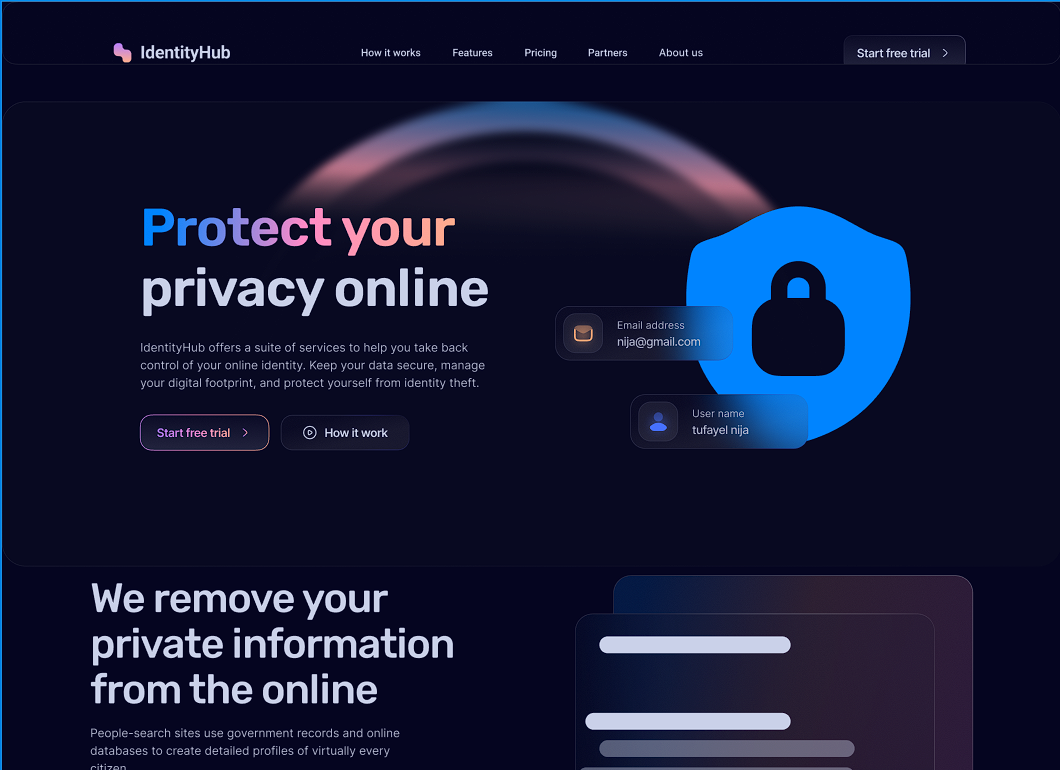 IdentityHub
How it works
Features
Pricing
Partners
About us
Start free trial
Protect your
privacy online
IdentityHub offers a suite of services to help you take back
control of your online identity. Keep your data secure, manage
your digital footprint, and protect yourself from identity theft.
Start free trial
How it work
Email address
nija@gmail.com
User name
tufayel nija
We remove your
private information
from the online
People-search sites use government records and online
databases to create detailed profiles of virtually every
citizen